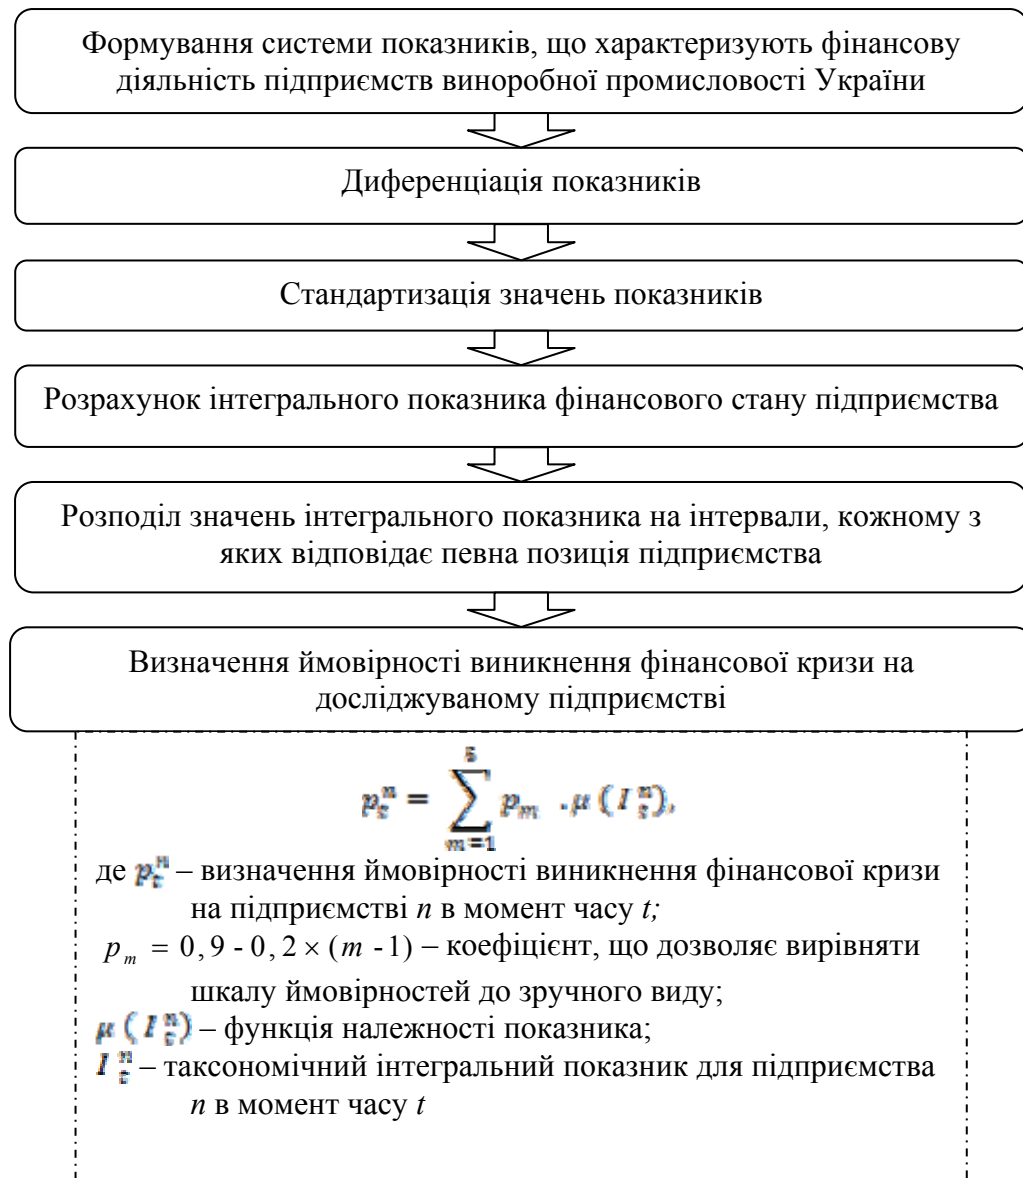 Формування системи показників, що характеризують фінансову
діяльність підприємств виноробної промисловості України
Диференціація показників
Стандартизація значень показників
Розрахунок інтегрального показника фінансового стану підприємства
Розподіл значень інтегрального показника на інтервали, кожному з
яких відповідає певна позиція підприємства
Визначення ймовірності виникнення фінансової кризи на
досліджуваному підприємстві
p_t^n = ∑_{m=1}^{5} p_m . μ ( I_t^n ),
де p_t^n – визначення ймовірності виникнення фінансової кризи
на підприємстві n в момент часу t;
p_m = 0,9 - 0,2 × (m -1) – коефіцієнт, що дозволяє вирівняти
шкалу ймовірностей до зручного виду;
μ ( I_t^n ) – функція належності показника;
I_t^n – таксономічний інтегральний показник для підприємства
n в момент часу t